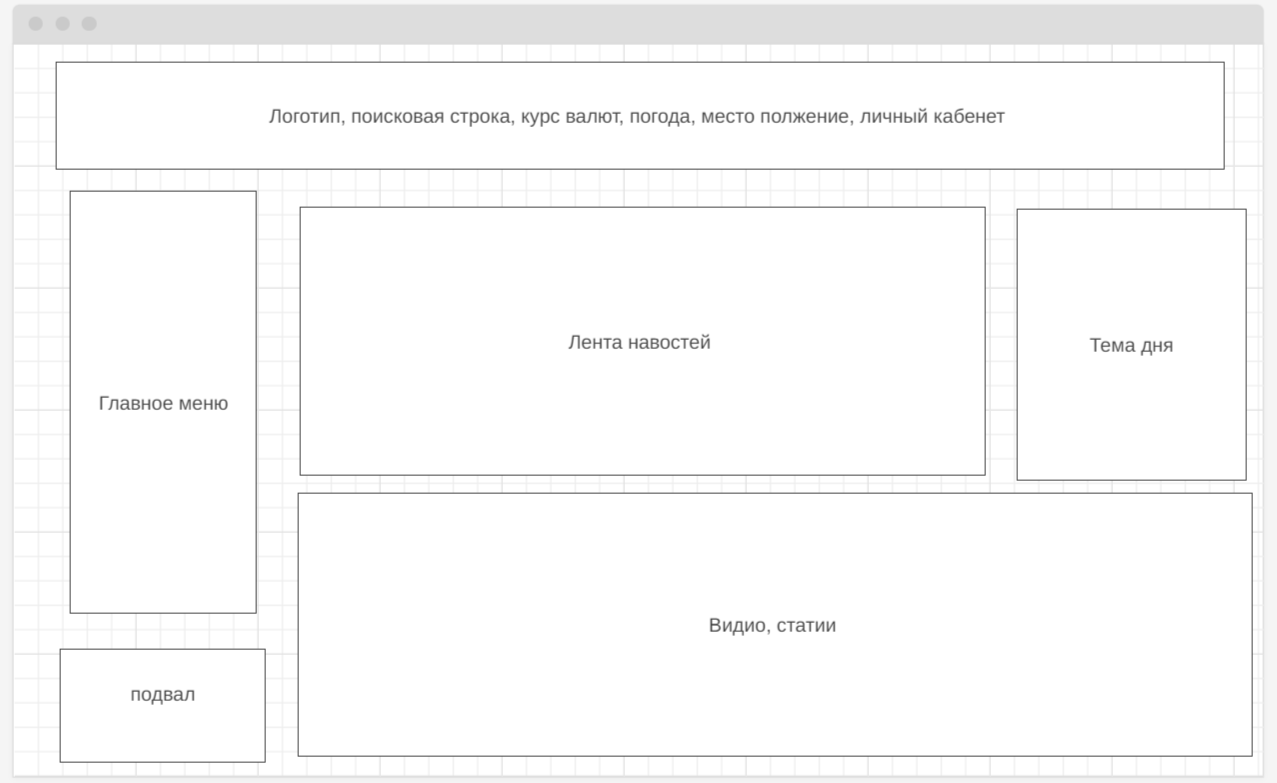 Логотип, поисковая строка, курс валют, погода, место полжение, личный кабенет
Главное меню
Лента навостей
Тема дня
Видио, статии
подвал